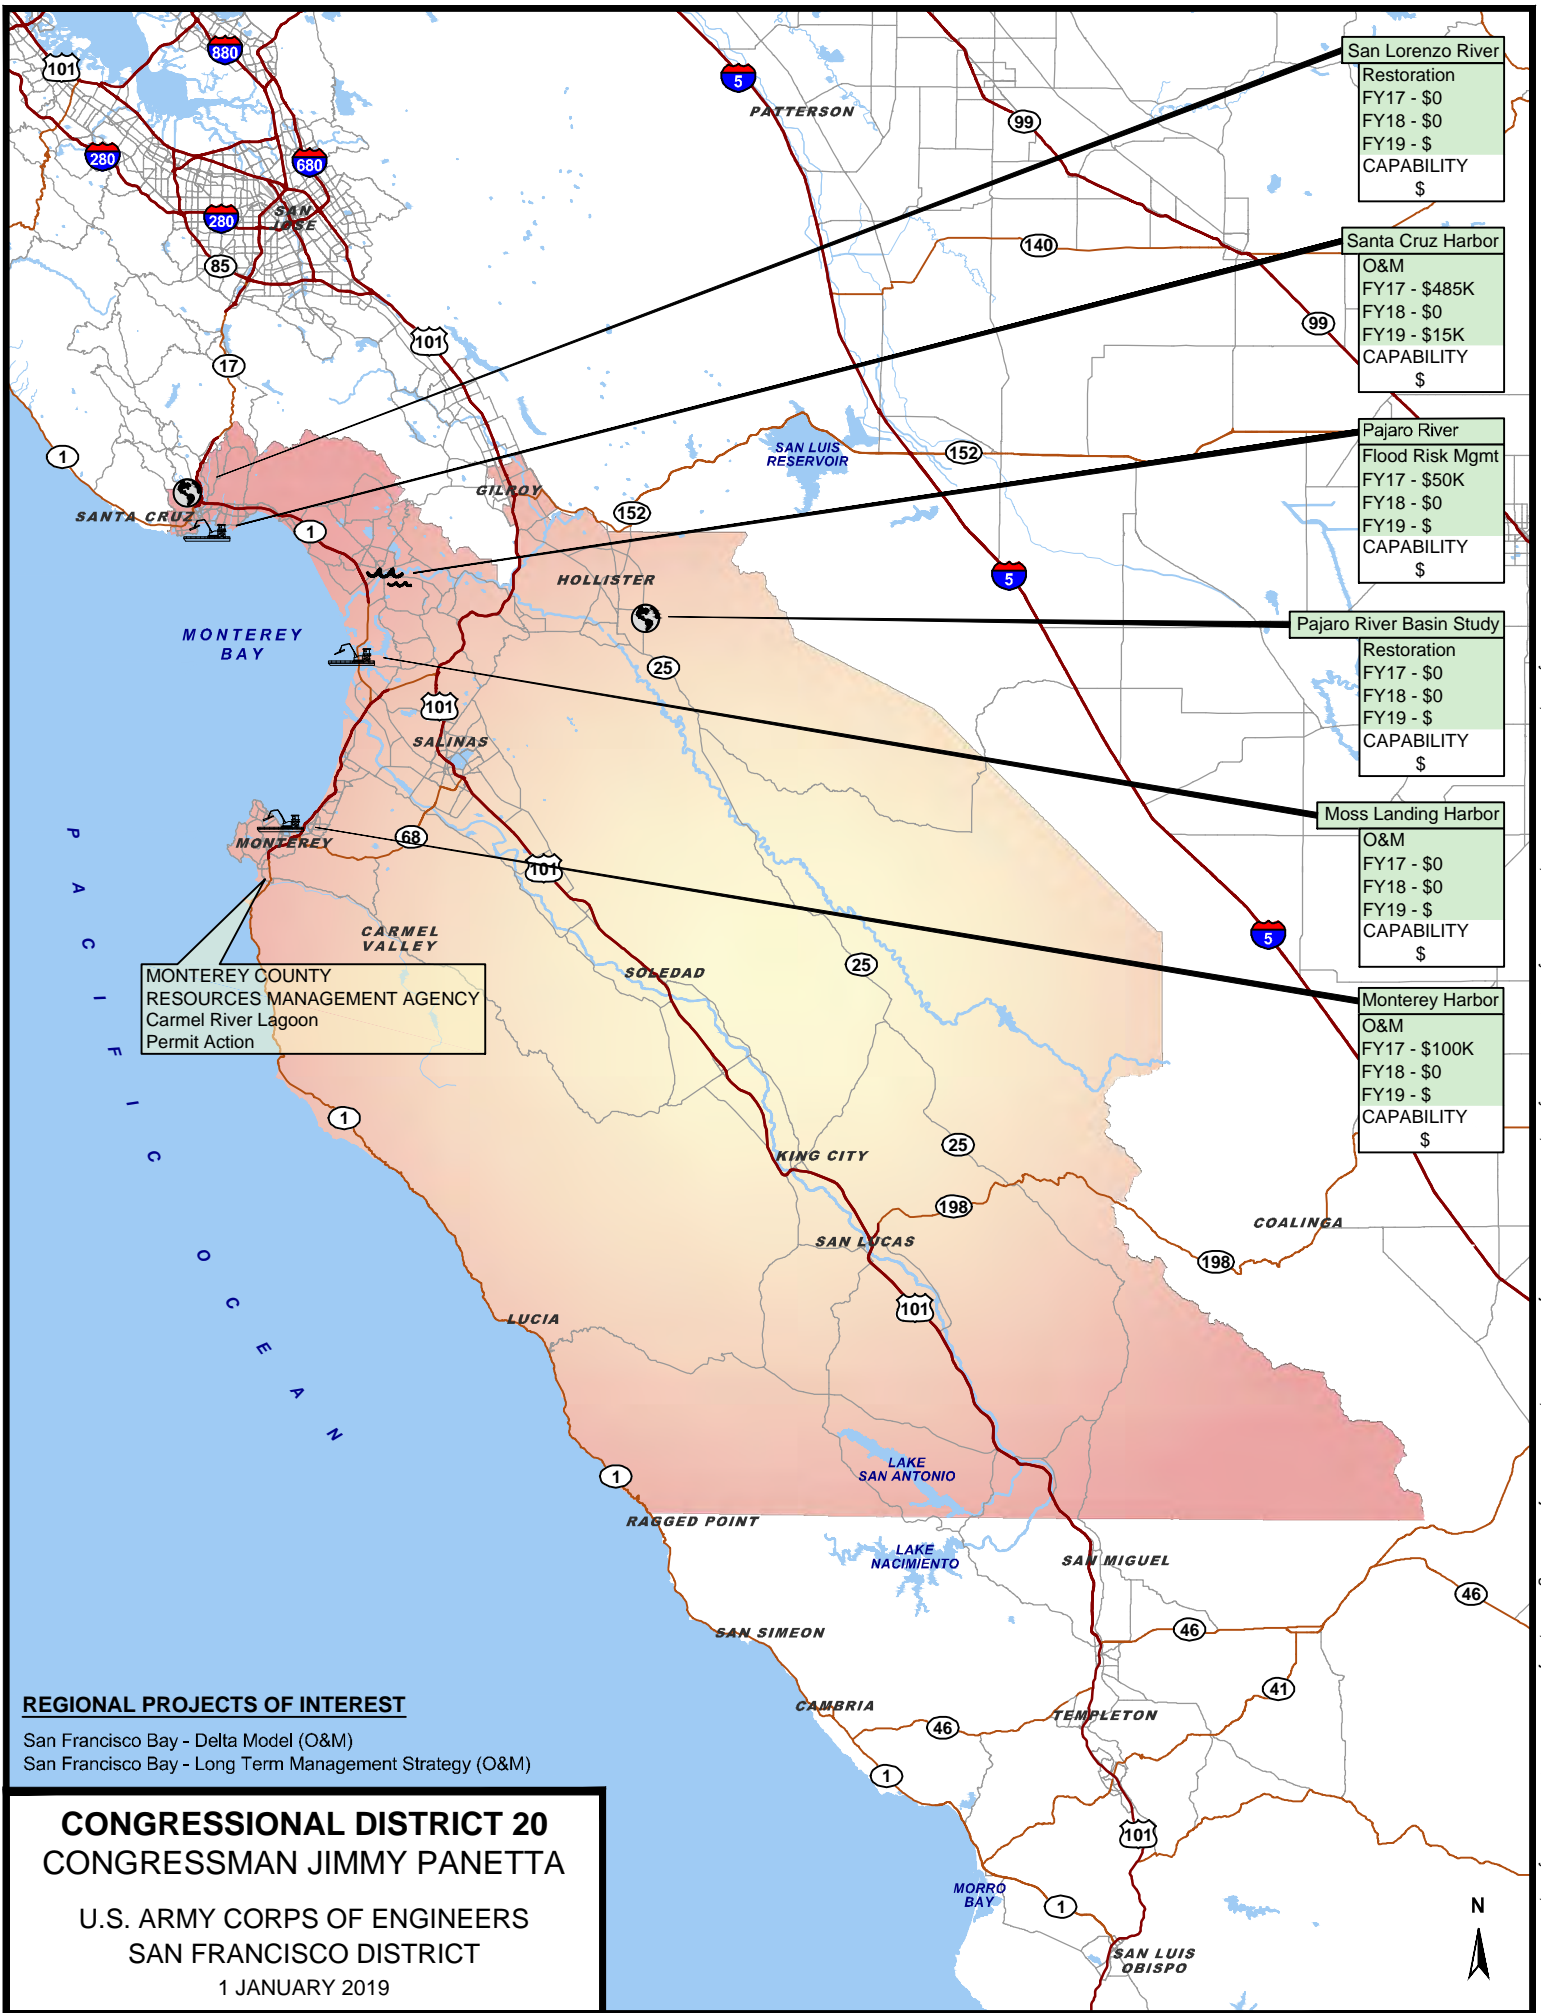 880
101
280
680
SAN
JOSE
280
85
5
PATTERSON
99
San Lorenzo River
Restoration
FY17 - $0
FY18 - $0
FY19 - $
CAPABILITY
$
140
Santa Cruz Harbor
O&M
FY17 - $485K
FY18 - $0
FY19 - $15K
CAPABILITY
$
99
101
17
1
SAN LUIS
RESERVOIR
152
Pajaro River
Flood Risk Mgmt
FY17 - $50K
FY18 - $0
FY19 - $
CAPABILITY
$
GILROY
152
SANTA CRUZ
1
HOLLISTER
5
MONTEREY
BAY
25
Pajaro River Basin Study
Restoration
FY17 - $0
FY18 - $0
FY19 - $
CAPABILITY
$
101
SALINAS
Moss Landing Harbor
O&M
FY17 - $0
FY18 - $0
FY19 - $
CAPABILITY
$
MONTEREY
68
101
5
CARMEL
VALLEY
SOLEDAD
25
MONTEREY COUNTY
RESOURCES MANAGEMENT AGENCY
Carmel River Lagoon
Permit Action
Monterey Harbor
O&M
FY17 - $100K
FY18 - $0
FY19 - $
CAPABILITY
$
PACIFIC OCEAN
1
25
KING CITY
198
SAN LUCAS
COALINGA
198
101
LUCIA
LAKE
SAN ANTONIO
1
RAGGED POINT
LAKE
NACIMIENTO
SAN MIGUEL
46
46
SAN SIMEON
41
CAMBRIA
46
TEMPLETON
1
101
MORRO
BAY
1
SAN LUIS
OBISPO
N
REGIONAL PROJECTS OF INTEREST
San Francisco Bay - Delta Model (O&M)
San Francisco Bay - Long Term Management Strategy (O&M)
CONGRESSIONAL DISTRICT 20
CONGRESSMAN JIMMY PANETTA
U.S. ARMY CORPS OF ENGINEERS
SAN FRANCISCO DISTRICT
1 JANUARY 2019